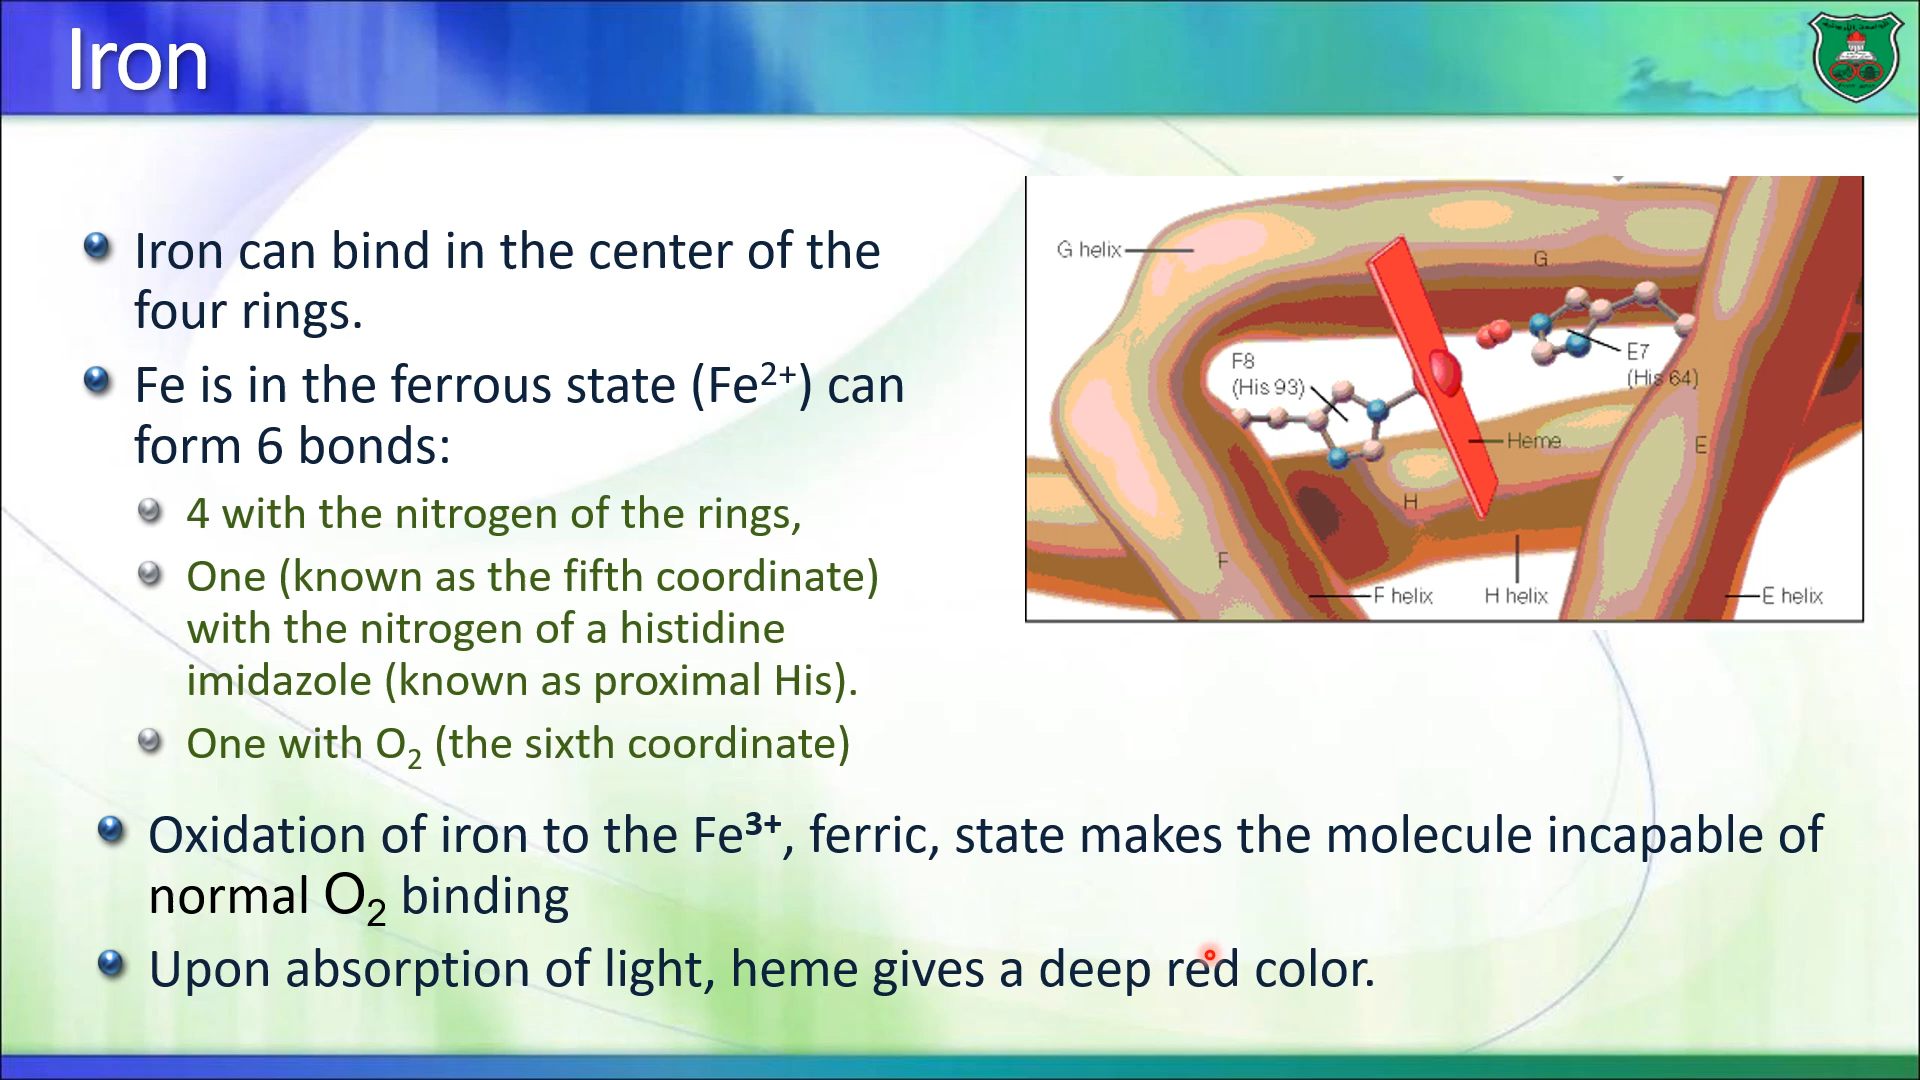 Iron
Iron can bind in the center of the
four rings.
Fe is in the ferrous state (Fe²⁺) can
form 6 bonds:
4 with the nitrogen of the rings,
One (known as the fifth coordinate)
with the nitrogen of a histidine
imidazole (known as proximal His).
One with O₂ (the sixth coordinate)
Oxidation of iron to the Fe³⁺, ferric, state makes the molecule incapable of
normal O₂ binding
Upon absorption of light, heme gives a deep red color.
G helix
G
F8
(His 93)
E7
(His 64)
Heme
E
H
F
F helix
H helix
E helix